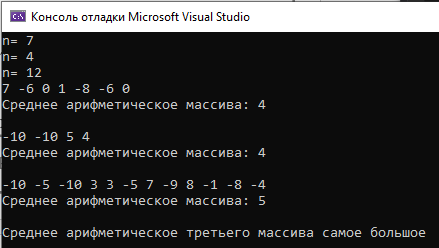 Консоль отладки Microsoft Visual Studio
n= 7
n= 4
n= 12
7 -6 0 1 -8 -6 0
Среднее арифметическое массива: 4
-10 -10 5 4
Среднее арифметическое массива: 4
-10 -5 -10 3 3 -5 7 -9 8 -1 -8 -4
Среднее арифметическое массива: 5
Среднее арифметическое третьего массива самое большое